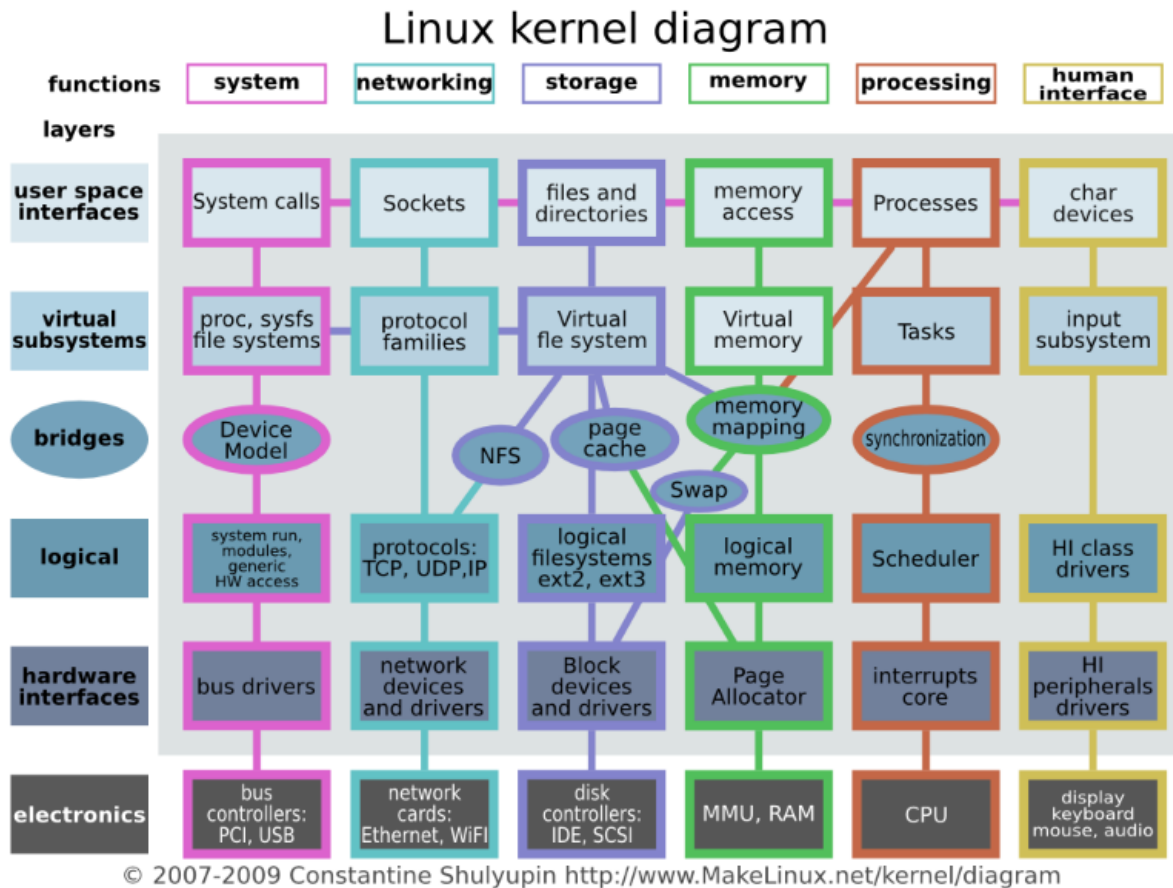 Linux kernel diagram
functions
system
networking
storage
memory
processing
human
interface
layers
user space
interfaces
System calls
Sockets
files and
directories
memory
access
Processes
char
devices
virtual
subsystems
proc, sysfs
file systems
protocol
families
Virtual
fle system
Virtual
memory
Tasks
input
subsystem
bridges
Device
Model
NFS
page
cache
memory
mapping
synchronization
Swap
logical
system run,
modules,
generic
HW access
protocols:
TCP, UDP,IP
logical
filesystems
ext2, ext3
logical
memory
Scheduler
HI class
drivers
hardware
interfaces
bus drivers
network
devices
and drivers
Block
devices
and drivers
Page
Allocator
interrupts
core
HI
peripherals
drivers
electronics
bus
controllers:
PCI, USB
network
cards:
Ethernet, WiFI
disk
controllers:
IDE, SCSI
MMU, RAM
CPU
display
keyboard
mouse, audio
© 2007-2009 Constantine Shulyupin http://www.MakeLinux.net/kernel/diagram